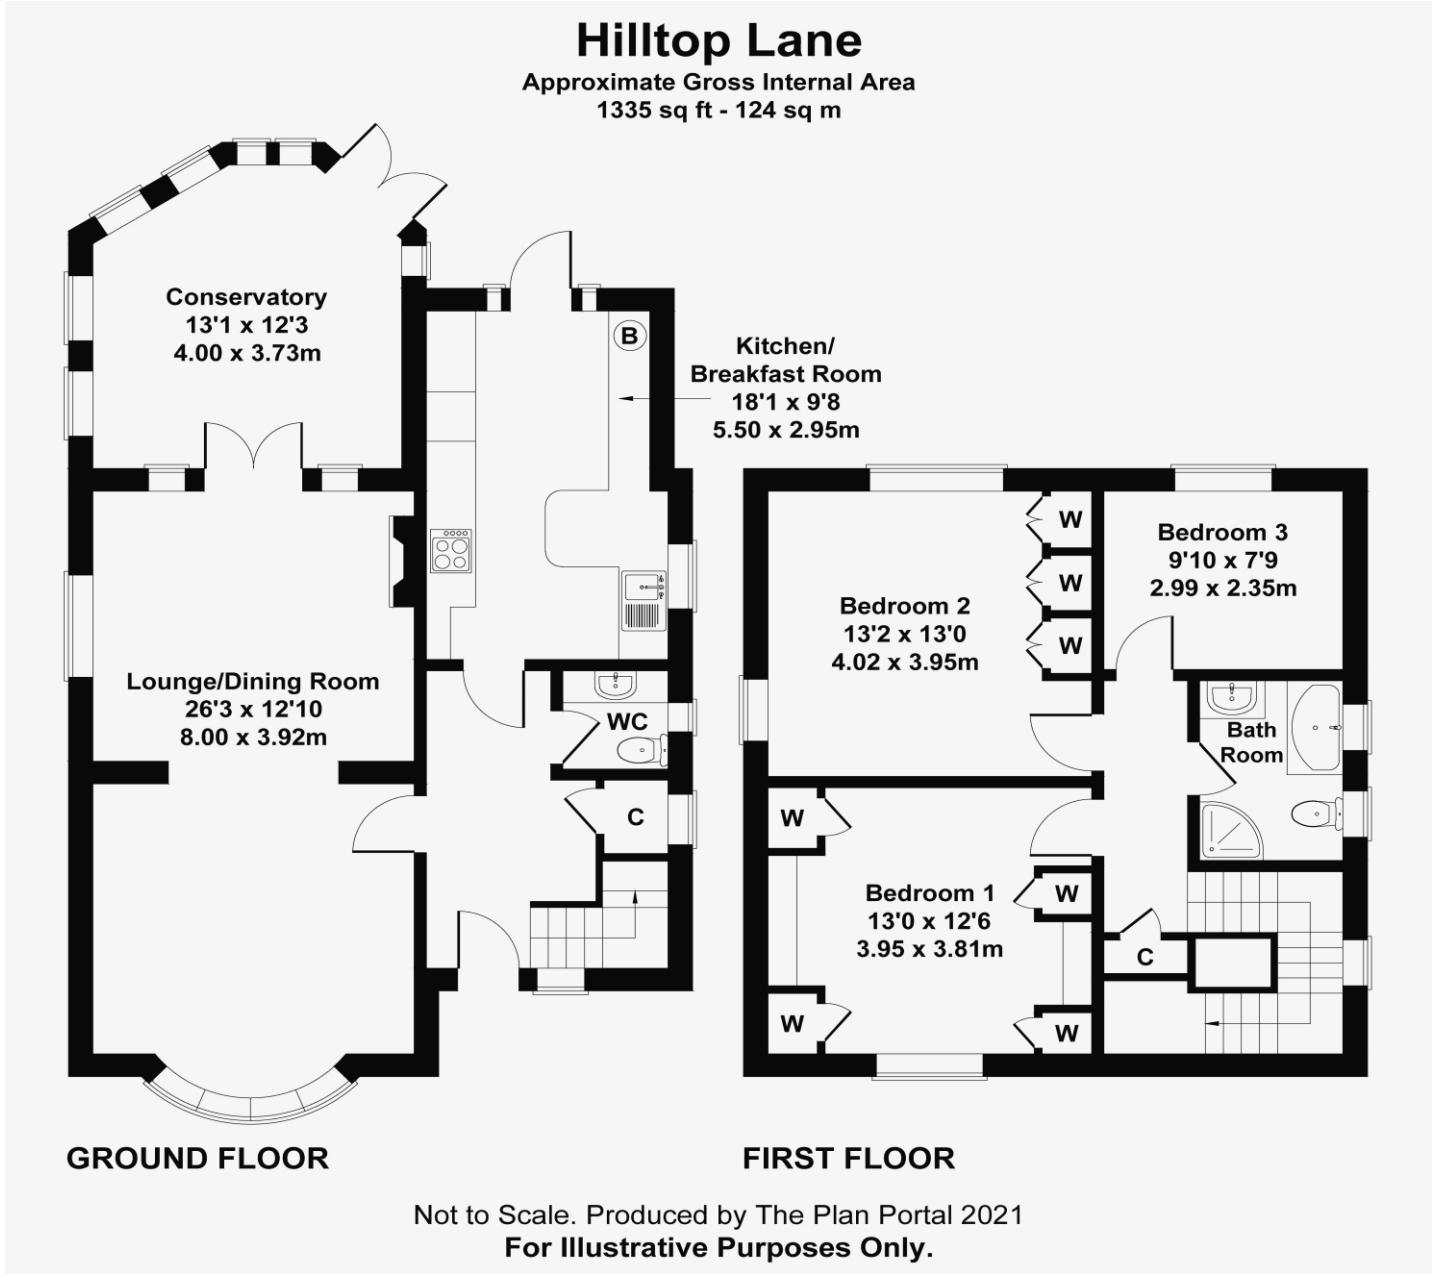 Hilltop Lane
Approximate Gross Internal Area
1335 sq ft - 124 sq m
Conservatory
13'1 x 12'3
4.00 x 3.73m
B
Kitchen/
Breakfast Room
18'1 x 9'8
5.50 x 2.95m
Lounge/Dining Room
26'3 x 12'10
8.00 x 3.92m
WC
C
W
W
W
Bedroom 2
13'2 x 13'0
4.02 x 3.95m
Bedroom 3
9'10 x 7'9
2.99 x 2.35m
Bath
Room
W
W
Bedroom 1
13'0 x 12'6
3.95 x 3.81m
C
W
W
GROUND FLOOR
FIRST FLOOR
Not to Scale. Produced by The Plan Portal 2021
For Illustrative Purposes Only.